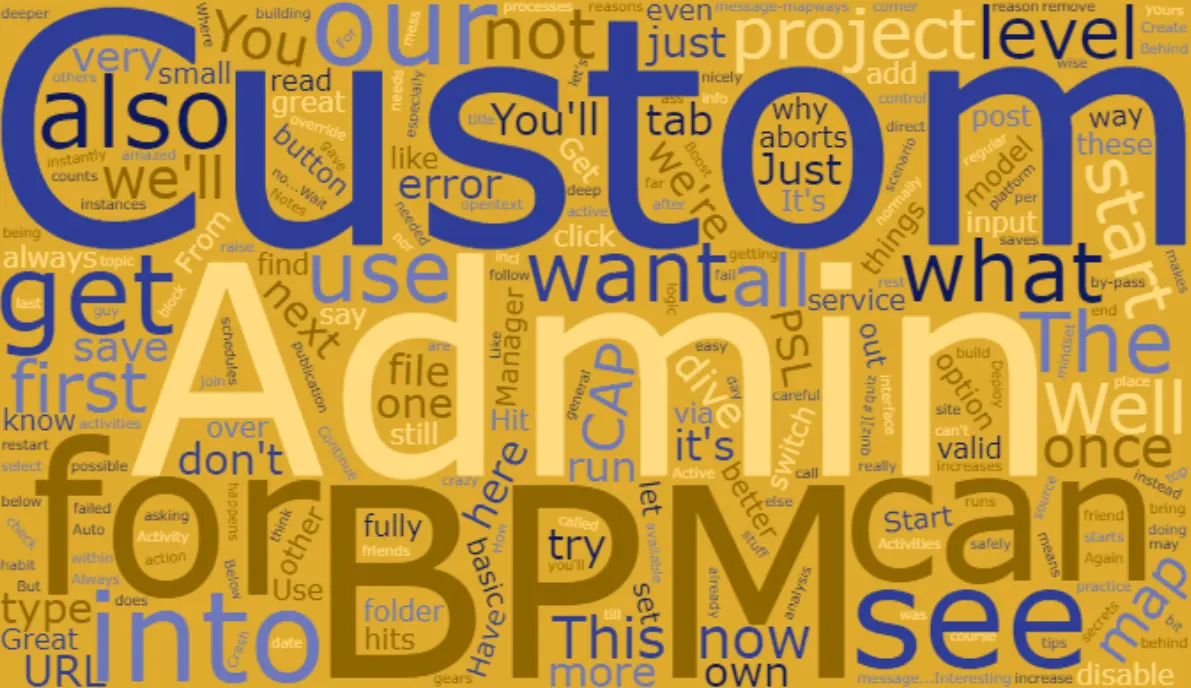 Custom
Admin
BPM
for
can
see
into
get
our
project
not
level
You
very
also
small
read
even
just
message-mapways
corner
reason
remove
yours
Create
Behind
wise
deeper
where
building
For
mess
processes
reasons
others
great
needs
especially
let's
title
You'll
tab
ass
info
nicely
add
control
why
aborts
Just
It's
post
way
these
direct
scenario
normally
regular
model
platform
per
start
input
saves
makes
instantly
amazed
counts
we'll
instances
button
override
gave
no...Wait
Notes
like
error
opentext
Get
deep
active
we're
Boost
far
after
things
click
being
always
topic
From
raise
needed
nor
incl
follow
find
use
want
all
getting
fail
logic
what
service
rest
by-pass
end
last
guy
block
next
say
save
first
schedules
publication
join
know
activities
restart
select
possible
over
don't
Continue
are
file
one
still
Like
Manager
Hit
general
CAP
run
via
it's
dive
easy
day
PSL
careful
switch
out
The
mindset
build
Deploy
option
interface
site
can't
valid
increases
Well
place
once
instead
top
bring
really
call
Active
crazy
here
let
better
else
stuff
below
failed
check
Auto
habit
within
Activity
But
Always
action
asking
happens
think
other
Use
Below
fully
friends
basic
How
called
try
you'll
available
set
sets
already
analysis
Start
Activities
runs
safely
source
means
friend
starts
Again
doing
may
practice
secrets
map
bit
behind
type
does
Great
URL
Crash
date
folder
hits
gears
Have
This
till
more
now
own
was
course
tips
message...Interesting
increase
disable